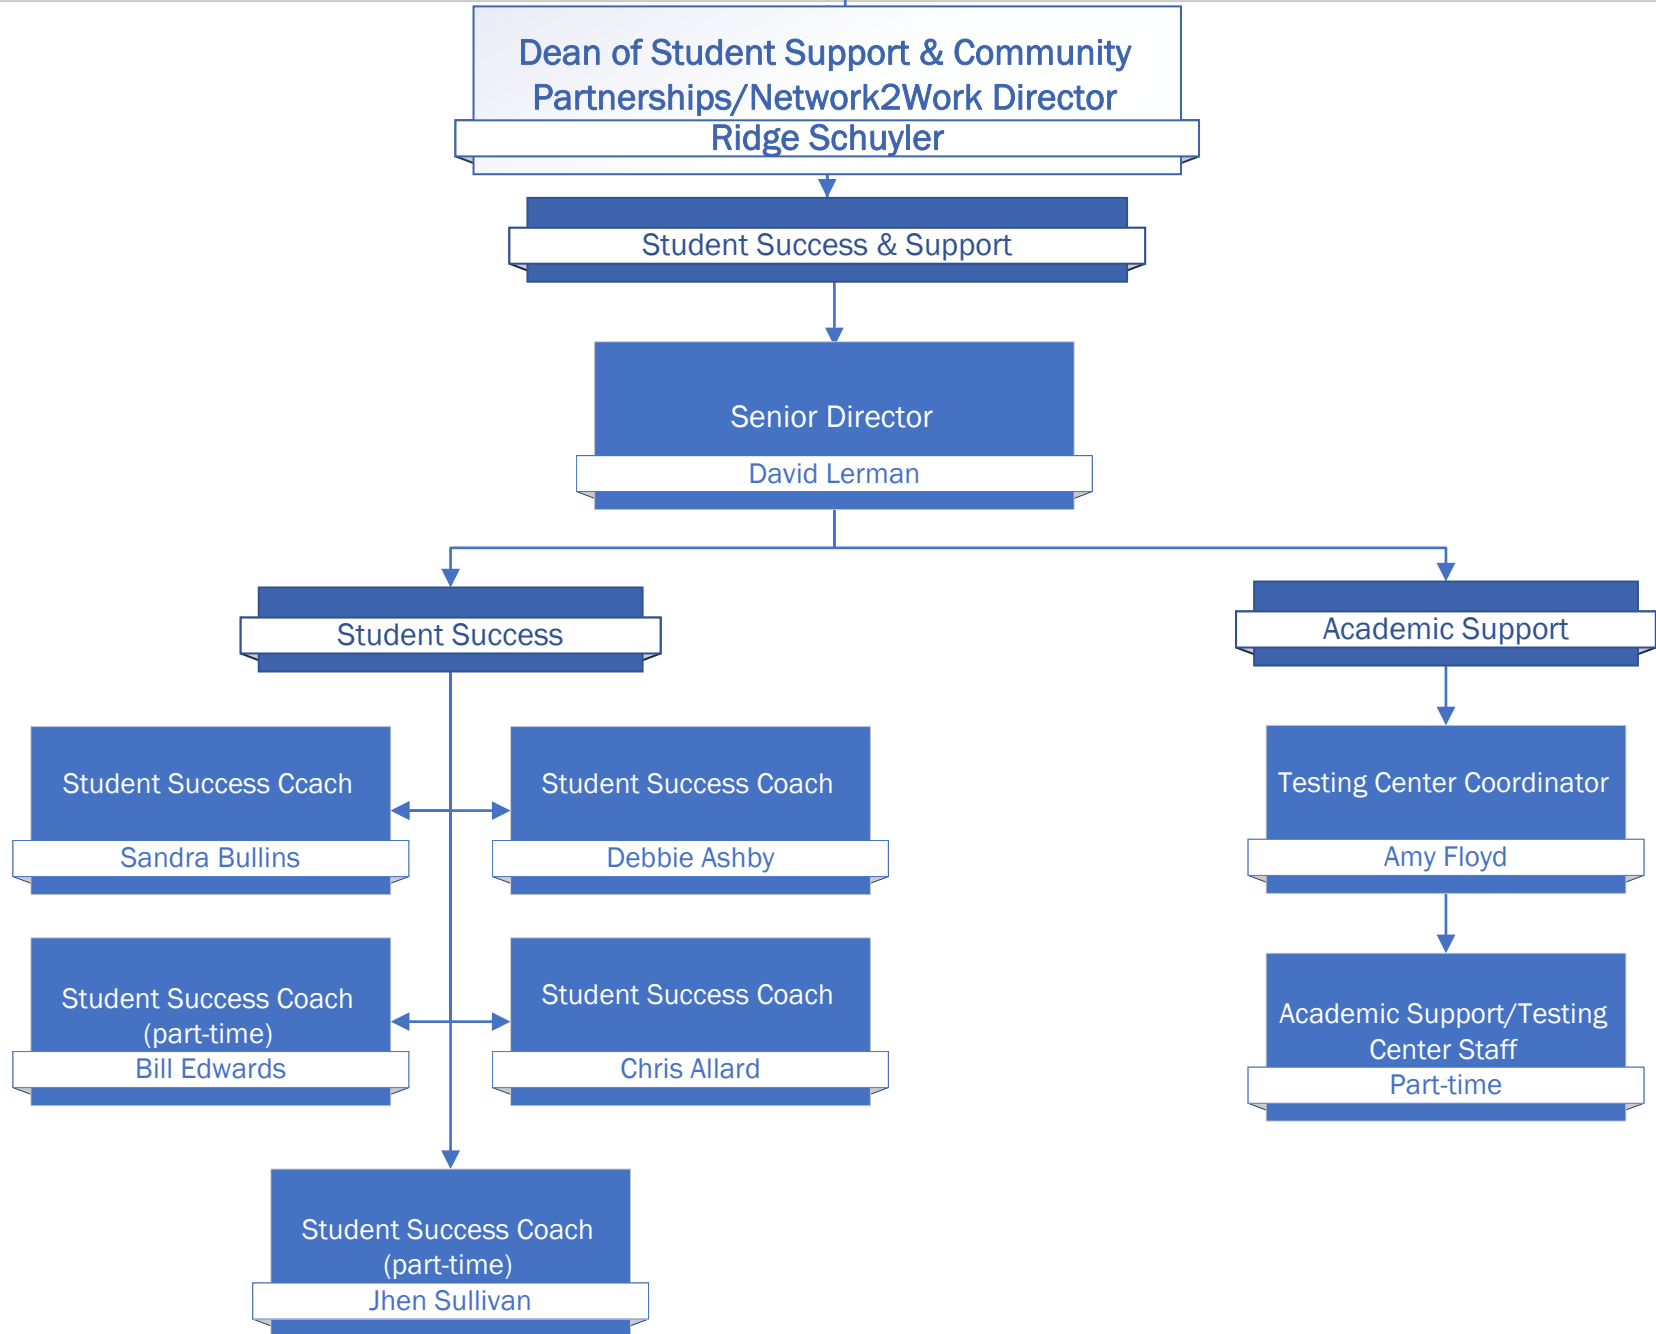 Dean of Student Support & Community
Partnerships/Network2Work Director
Ridge Schuyler
Student Success & Support
Senior Director
David Lerman
Student Success
Academic Support
Student Success Ccach
Sandra Bullins
Student Success Coach
Debbie Ashby
Testing Center Coordinator
Amy Floyd
Student Success Coach
(part-time)
Bill Edwards
Student Success Coach
Chris Allard
Academic Support/Testing
Center Staff
Part-time
Student Success Coach
(part-time)
Jhen Sullivan